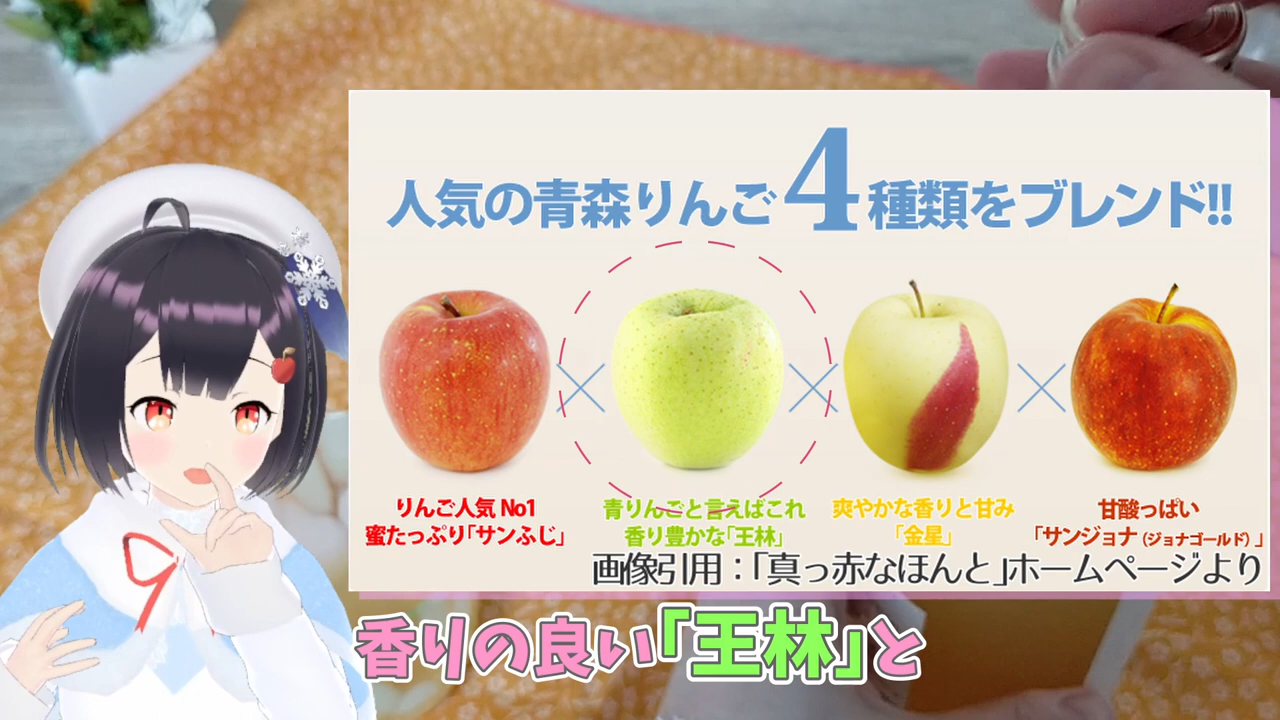 人気の青森りんご4種類をブレンド!!
りんご人気 No1
蜜たっぷり「サンふじ」
青りんごと言えばこれ
香り豊かな「王林」
爽やかな香りと甘み
「金星」
甘酸っぱい
「サンジョナ（ジョナゴールド）」
画像引用：「真っ赤なほんと」ホームページより
香りの良い「王林」と